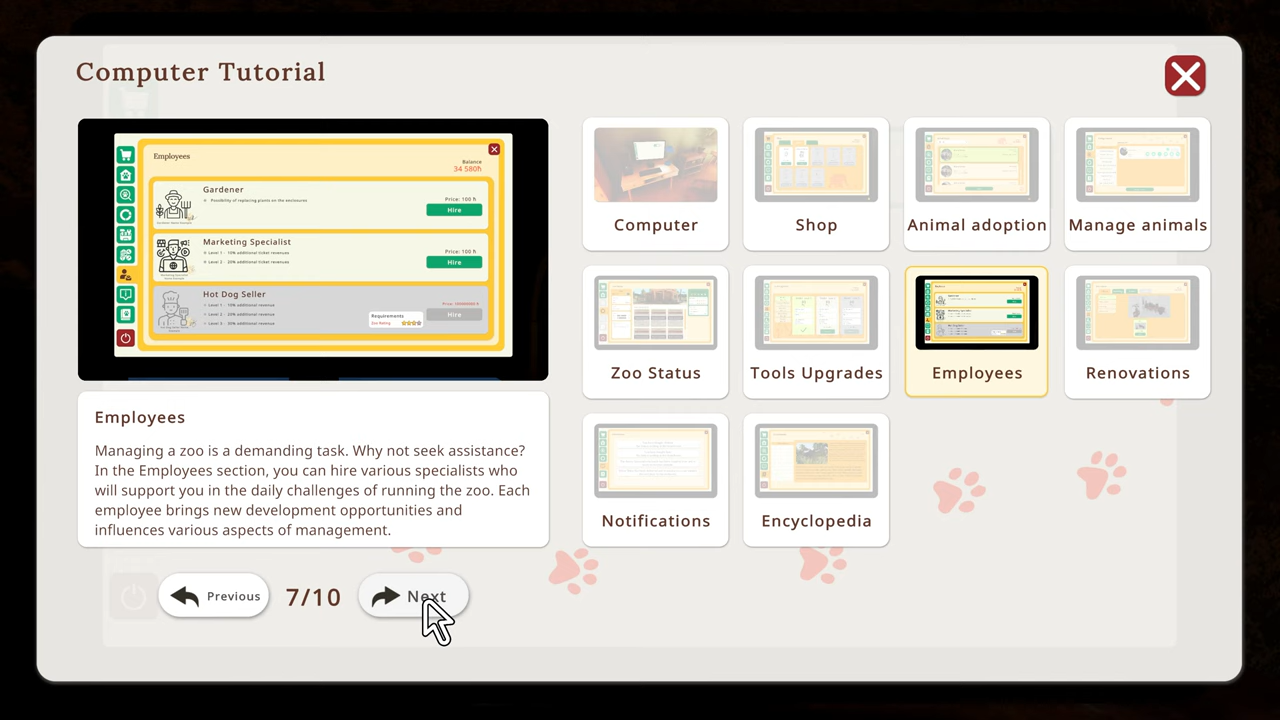 Computer Tutorial
Employees
Balance
34 580ħ
Gardener
Possibility of replacing plants on the enclosures
Price: 100 ħ
Hire
Marketing Specialist
Level 1 - 10% additional ticket revenues
Level 2 - 20% additional ticket revenues
Price: 100 ħ
Hire
Hot Dog Seller
Level 1 - 10% additional revenue
Level 2 - 20% additional revenue
Level 3 - 30% additional revenue
Requirements
Zoo Rating
Hire
Employees
Managing a zoo is a demanding task. Why not seek assistance?
In the Employees section, you can hire various specialists who
will support you in the daily challenges of running the zoo. Each
employee brings new development opportunities and
influences various aspects of management.
Previous
7/10
Next
Computer
Shop
Animal adoption
Manage animals
Zoo Status
Tools Upgrades
Employees
Renovations
Notifications
Encyclopedia